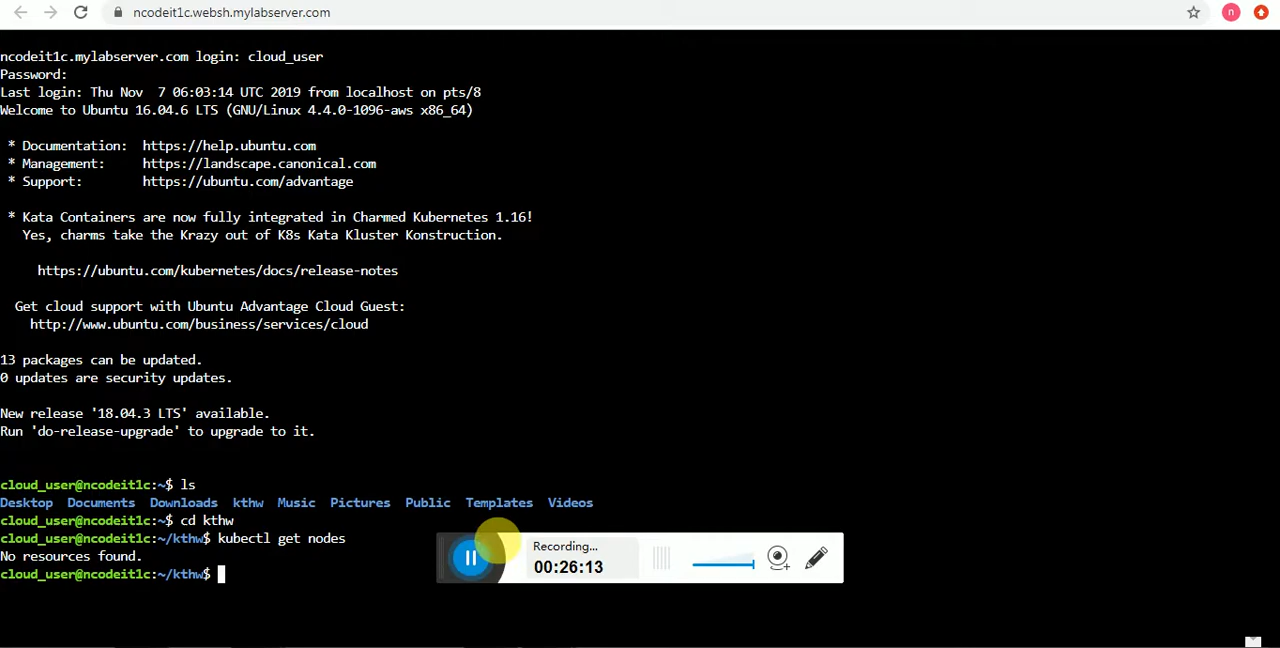 ncodeit1c.websh.mylabserver.com
n
ncodeit1c.mylabserver.com login: cloud_user
Password:
Last login: Thu Nov  7 06:03:14 UTC 2019 from localhost on pts/8
Welcome to Ubuntu 16.04.6 LTS (GNU/Linux 4.4.0-1096-aws x86_64)
* Documentation:  https://help.ubuntu.com
* Management:     https://landscape.canonical.com
* Support:        https://ubuntu.com/advantage
* Kata Containers are now fully integrated in Charmed Kubernetes 1.16!
Yes, charms take the Krazy out of K8s Kata Kluster Konstruction.
https://ubuntu.com/kubernetes/docs/release-notes
Get cloud support with Ubuntu Advantage Cloud Guest:
http://www.ubuntu.com/business/services/cloud
13 packages can be updated.
0 updates are security updates.
New release '18.04.3 LTS' available.
Run 'do-release-upgrade' to upgrade to it.
cloud_user@ncodeit1c:~$ ls
Desktop  Documents  Downloads  kthw  Music  Pictures  Public  Templates  Videos
cloud_user@ncodeit1c:~$ cd kthw
cloud_user@ncodeit1c:~/kthw$ kubectl get nodes
No resources found.
cloud_user@ncodeit1c:~/kthw$
Recording...
00:26:13